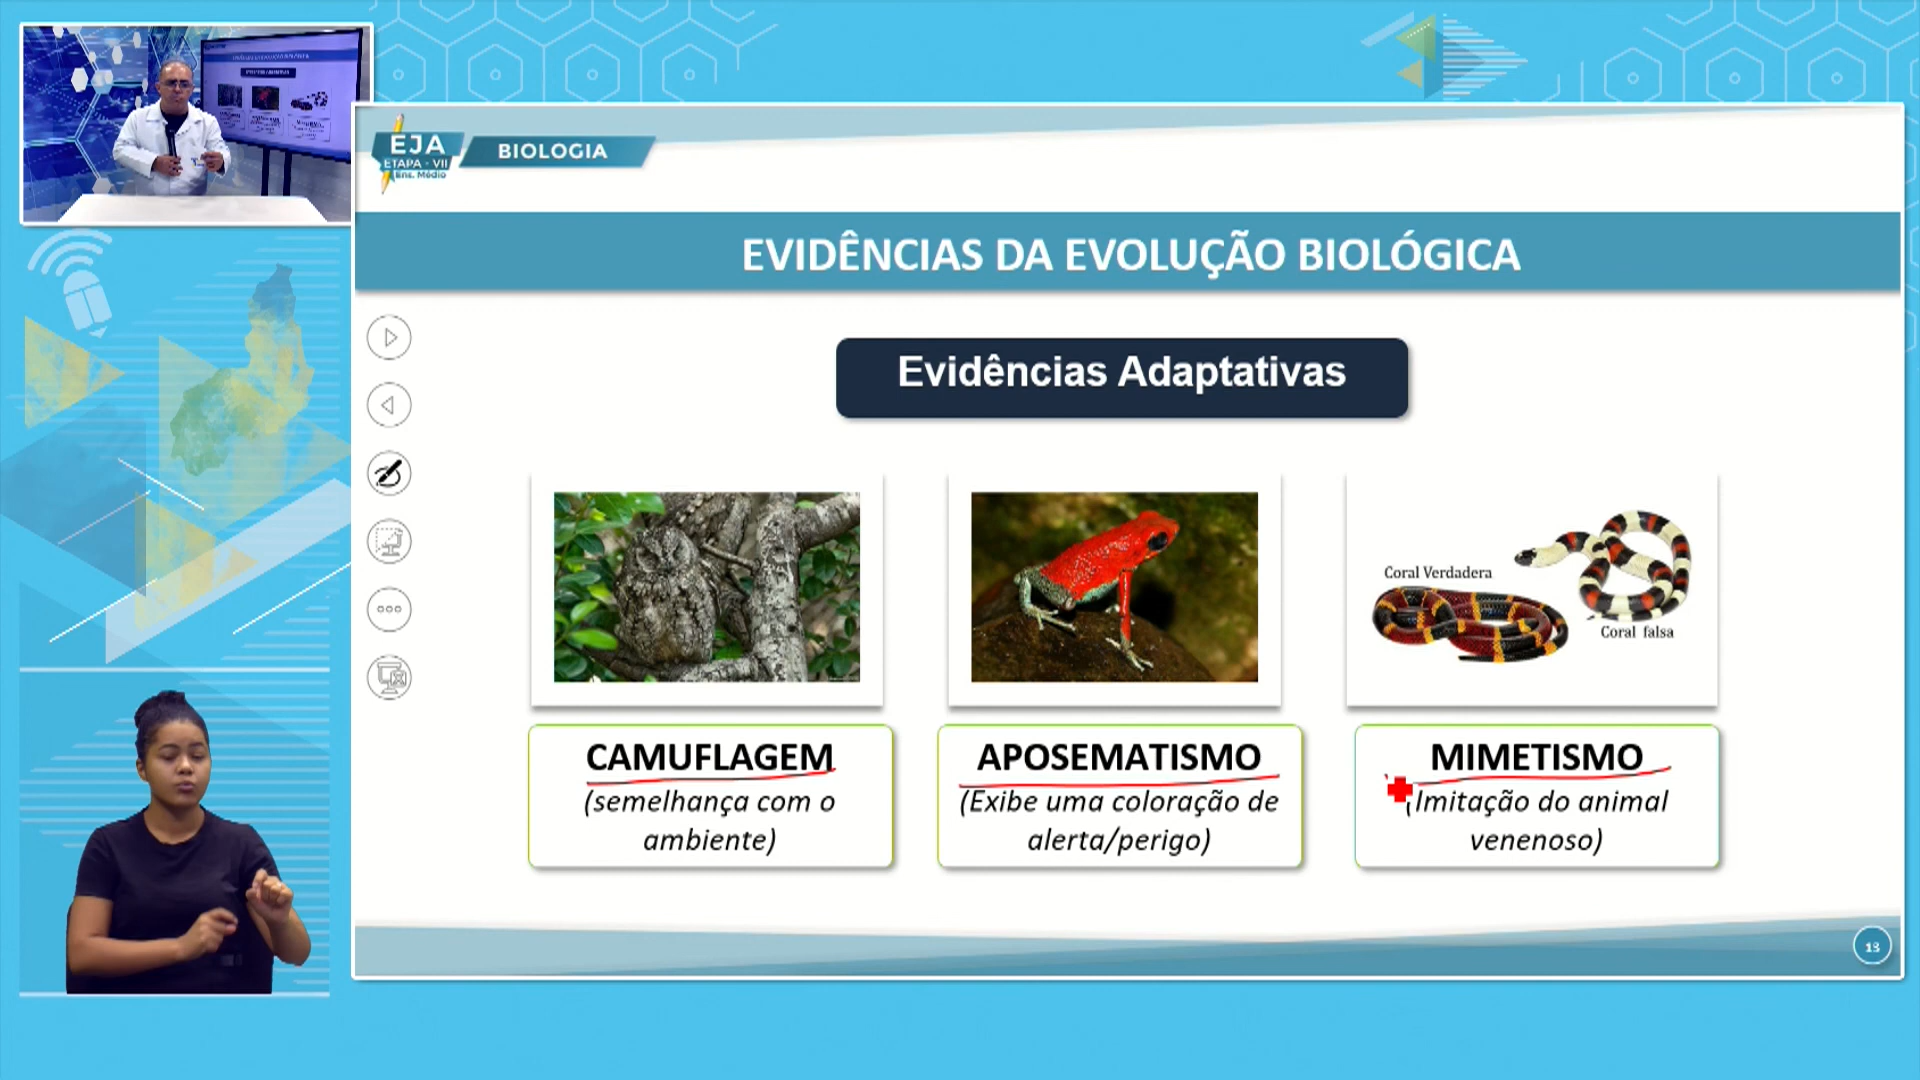 EJA
ETAPA - VII
Ens. Médio
BIOLOGIA
EVIDÊNCIAS DA EVOLUÇÃO BIOLÓGICA
Evidências Adaptativas
Coral Verdadera
Coral falsa
CAMUFLAGEM
(semelhança com o
ambiente)
APOSEMATISMO
(Exibe uma coloração de
alerta/perigo)
MIMETISMO
(Imitação do animal
venenoso)
13